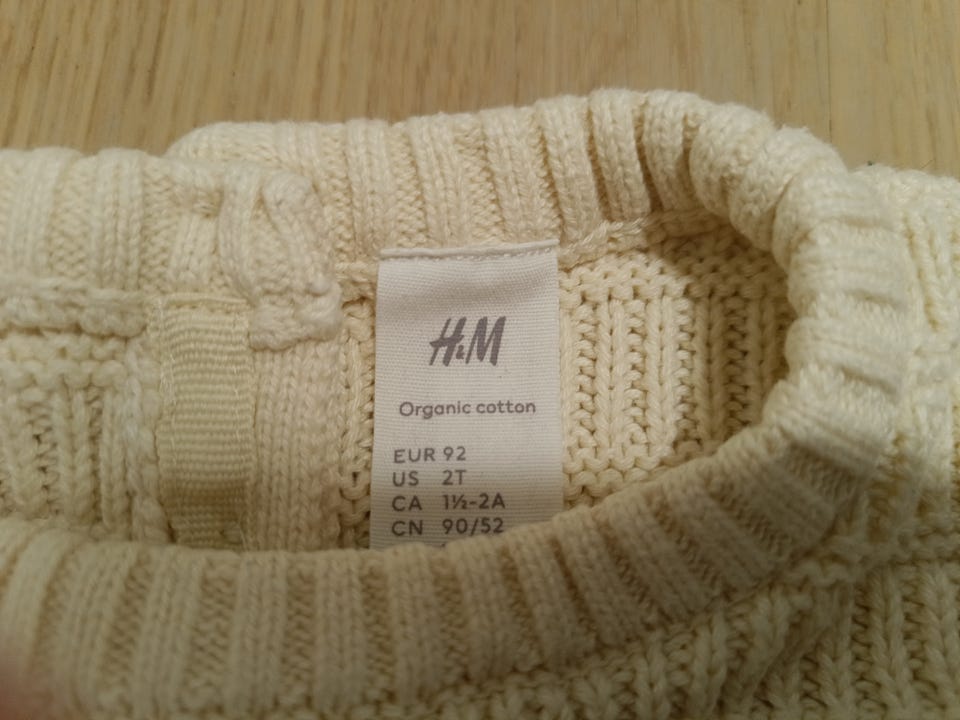 H&M
Organic cotton
EUR 92
US 2T
CA 1½-2A
CN 90/52